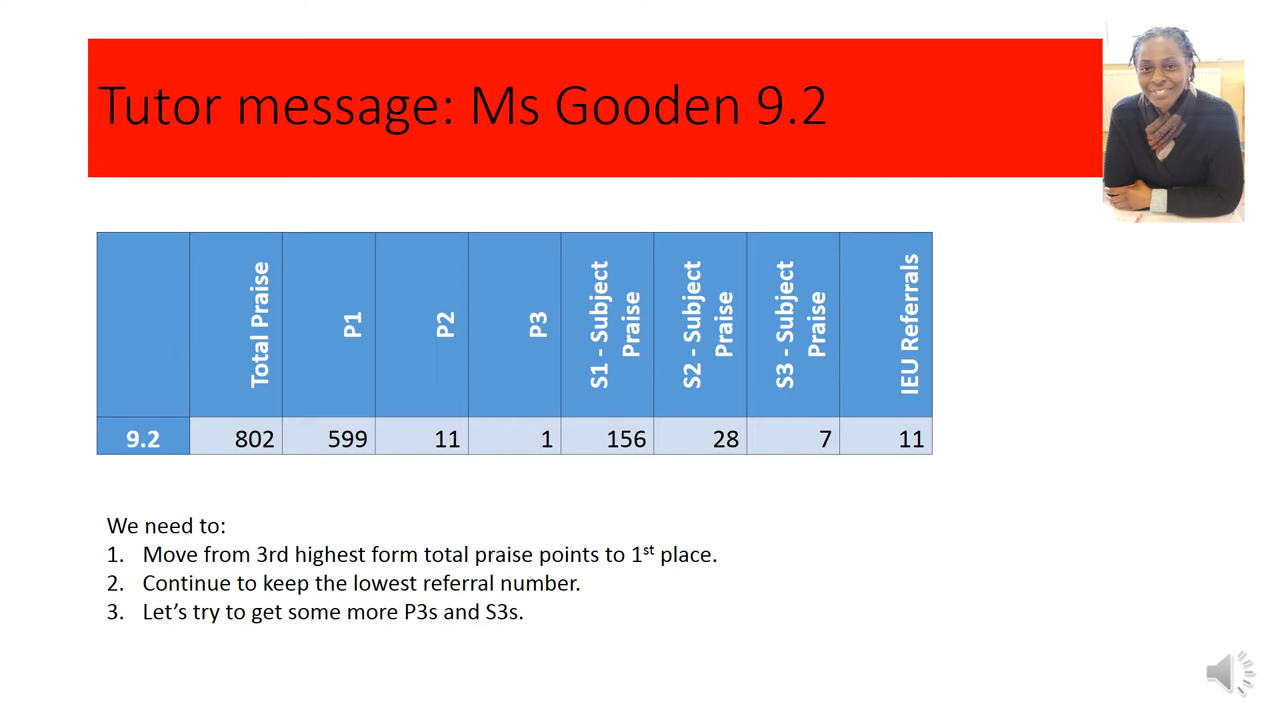 Tutor message: Ms Gooden 9.2
Total Praise
P1
P2
P3
S1 - Subject
Praise
S2 - Subject
Praise
S3 - Subject
Praise
IEU Referrals
9.2 802 599 11 1 156 28 7 11
We need to:
1. Move from 3rd highest form total praise points to 1st place.
2. Continue to keep the lowest referral number.
3. Let’s try to get some more P3s and S3s.